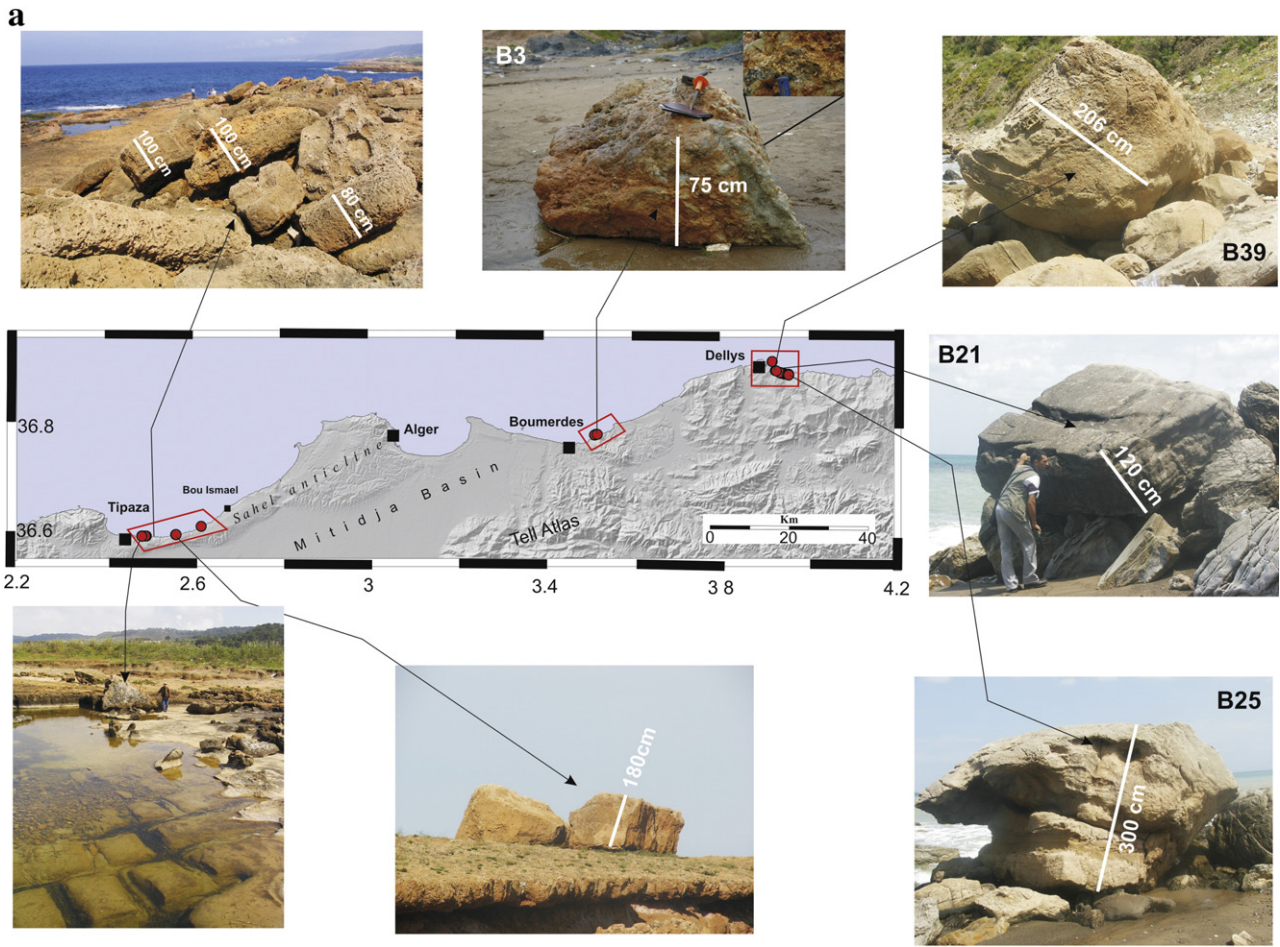 a
100 cm
100 cm
80 cm
B3
75 cm
206 cm
B39
Dellys
B21
120 cm
36.8
Alger
Boumerdes
Sahel anticline
Mitidja Basin
Bou Ismael
Tipaza
Tell Atlas
Km
0 20 40
36.6
2.2 2.6 3 3.4 3 8 4.2
180cm
B25
300 cm